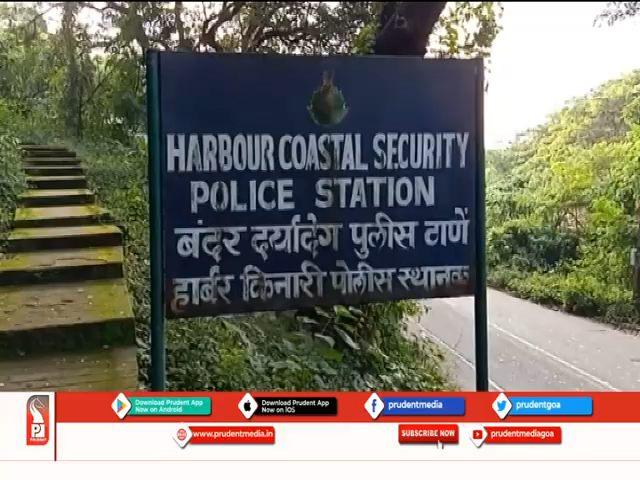 HARBOUR COASTAL SECURITY
POLICE STATION
बंदर दर्यादेग पुलीस ठाणें
हार्बर किनारी पोलीस स्थानक
PRUDENT
Download Prudent App
Now on Android
Download Prudent App
Now on iOS
prudentmedia
prudentgoa
www.prudentmedia.in
SUBSCRIBE NOW
prudentmediagoa